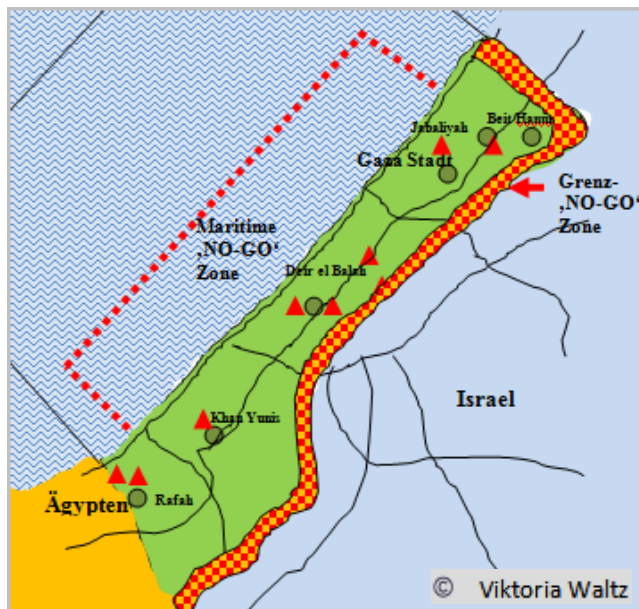 Jabaliyah
Beit Hanun
Gaza Stadt
Grenz-
‚NO-GO‘
Zone
Maritime
‚NO-GO‘
Zone
Deir el Balah
Israel
Khan Yunis
Ägypten
Rafah
© Viktoria Waltz